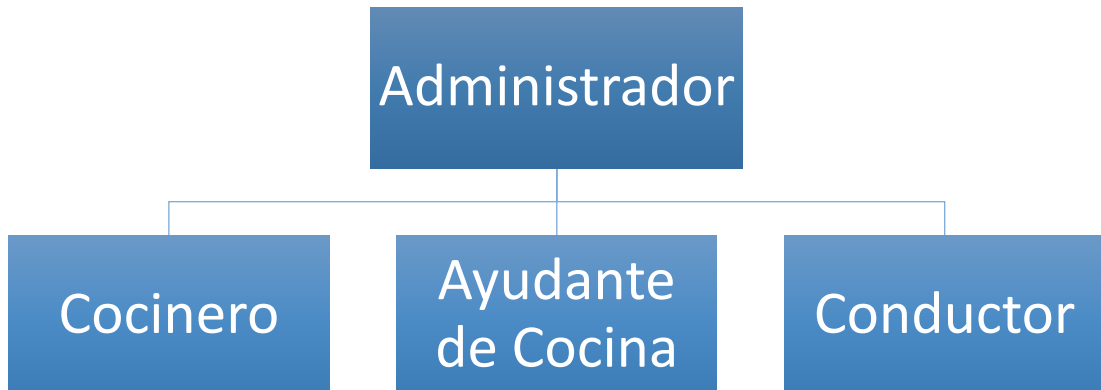 Administrador
Cocinero
Ayudante
de Cocina
Conductor